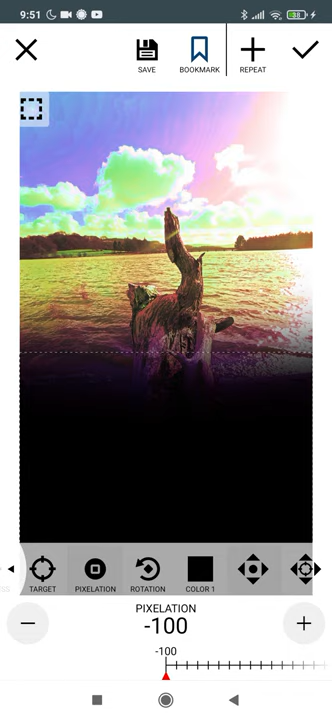 9:51
38
SAVE
BOOKMARK
REPEAT
TARGET
PIXELATION
ROTATION
COLOR 1
PIXELATION
-100
-100